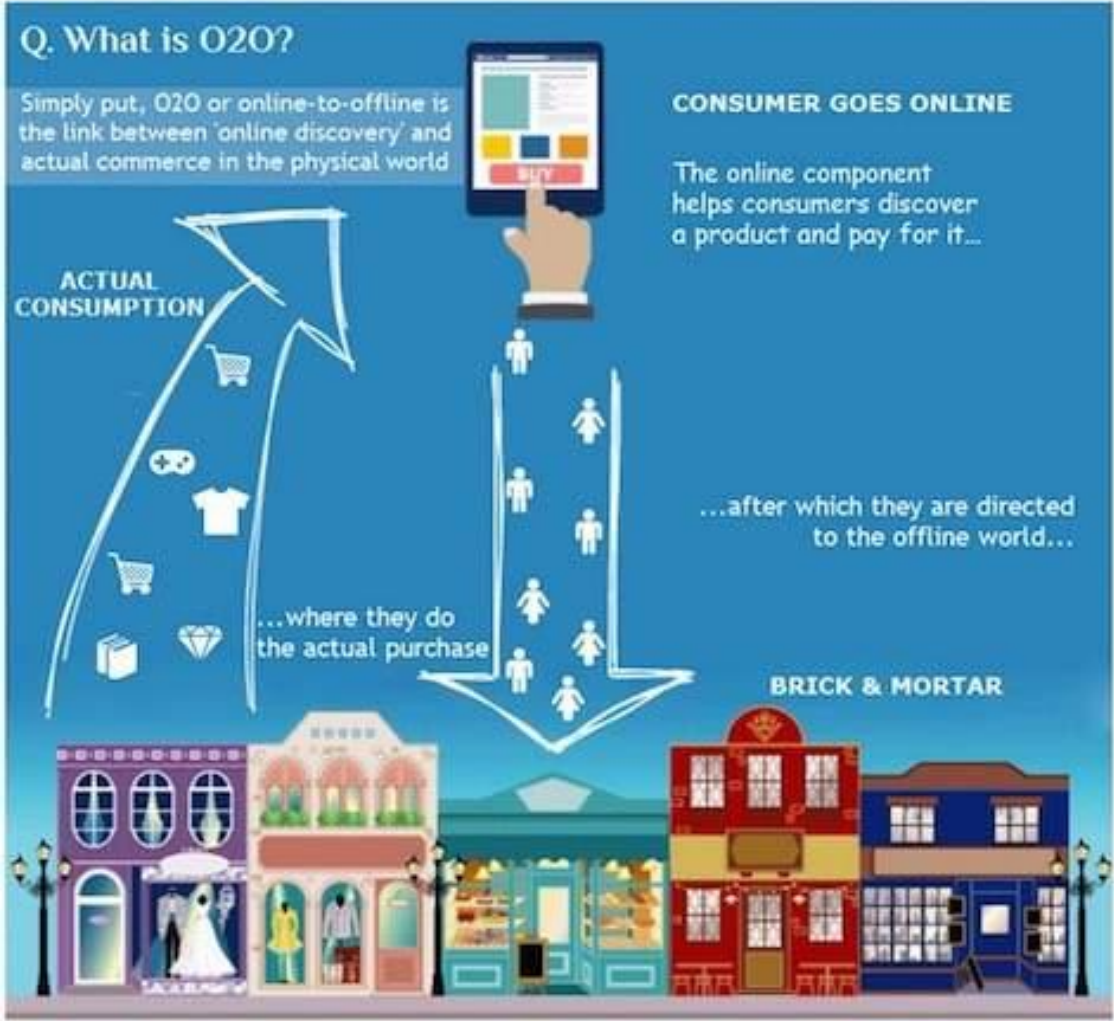 Q. What is O2O?
Simply put, O2O or online-to-offline is
the link between 'online discovery' and
actual commerce in the physical world
BUY
CONSUMER GOES ONLINE
The online component
helps consumers discover
a product and pay for it...
ACTUAL
CONSUMPTION
...after which they are directed
to the offline world...
...where they do
the actual purchase
BRICK & MORTAR